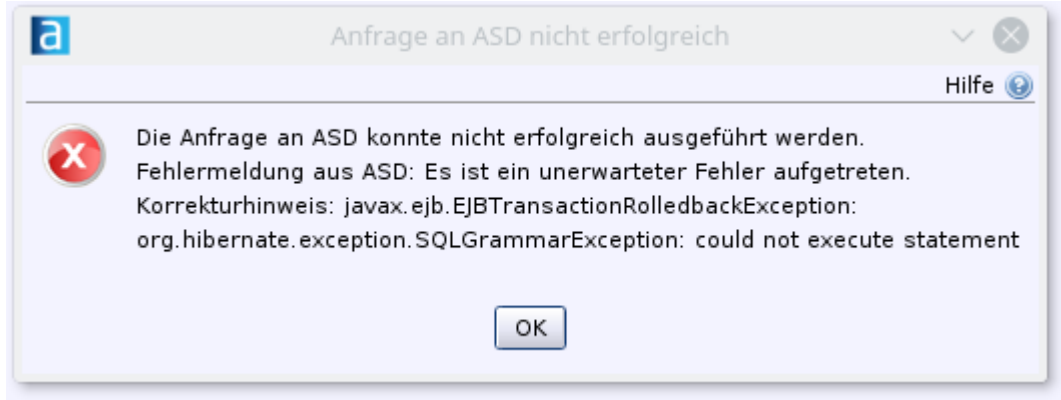 a
Anfrage an ASD nicht erfolgreich
Hilfe
Die Anfrage an ASD konnte nicht erfolgreich ausgeführt werden.
Fehlermeldung aus ASD: Es ist ein unerwarteter Fehler aufgetreten.
Korrekturhinweis: javax.ejb.EJBTransactionRolledbackException:
org.hibernate.exception.SQLGrammarException: could not execute statement
OK